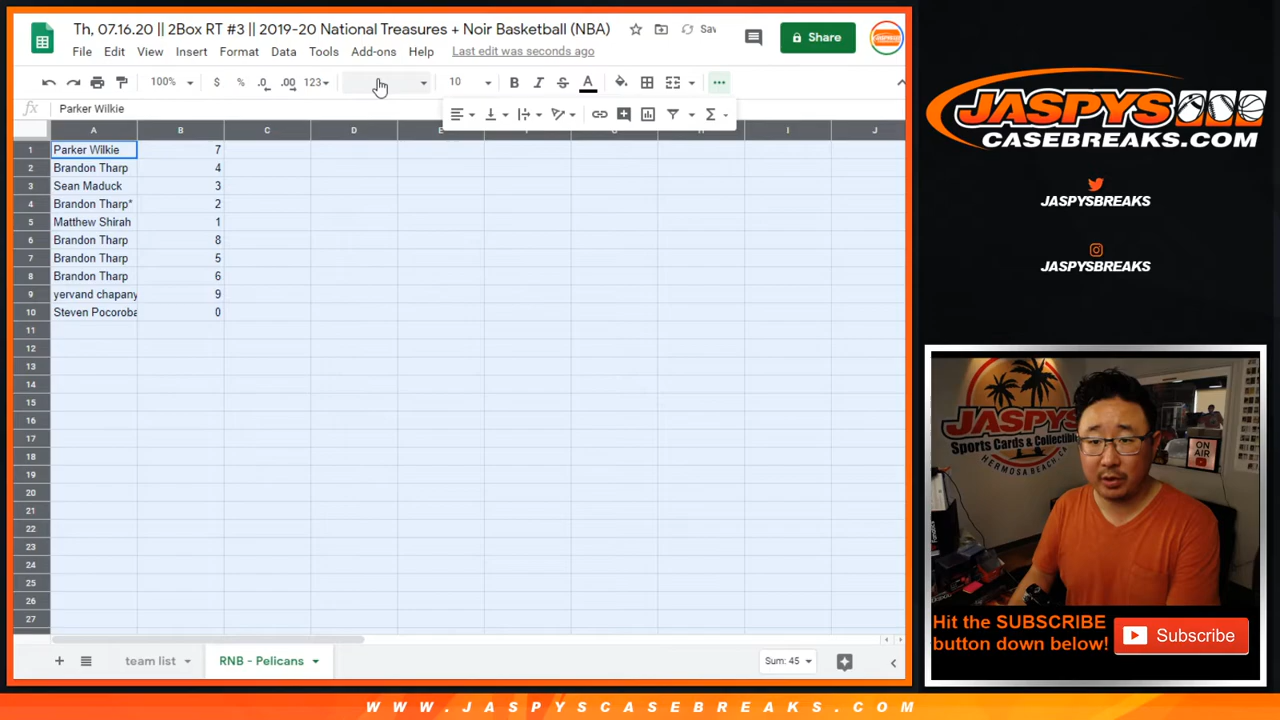 Th, 07.16.20 || 2Box RT #3 || 2019-20 National Treasures + Noir Basketball (NBA)
Sav
File Edit View Insert Format Data Tools Add-ons Help Last edit was seconds ago
Share
100% $ % .0 .00 123 10 B I S A
fx Parker Wilkie
A B C D E F G H I J
1 Parker Wilkie 7
2 Brandon Tharp 4
3 Sean Maduck 3
4 Brandon Tharp* 2
5 Matthew Shirah 1
6 Brandon Tharp 8
7 Brandon Tharp 5
8 Brandon Tharp 6
9 yervand chapany 9
10 Steven Pocoroba 0
11
12
13
14
15
16
17
18
19
20
21
22
23
24
25
26
27
team list RNB - Pelicans Sum: 45
JASPYS
CASEBREAKS.COM
JASPYSBREAKS
JASPYSBREAKS
JASPYS
Sports Cards & Collectibl
HERMOSA BEACH, CA
ON
AIR
Hit the SUBSCRIBE
button down below!
Subscribe
WWW.JASPYSCASEBREAKS.COM